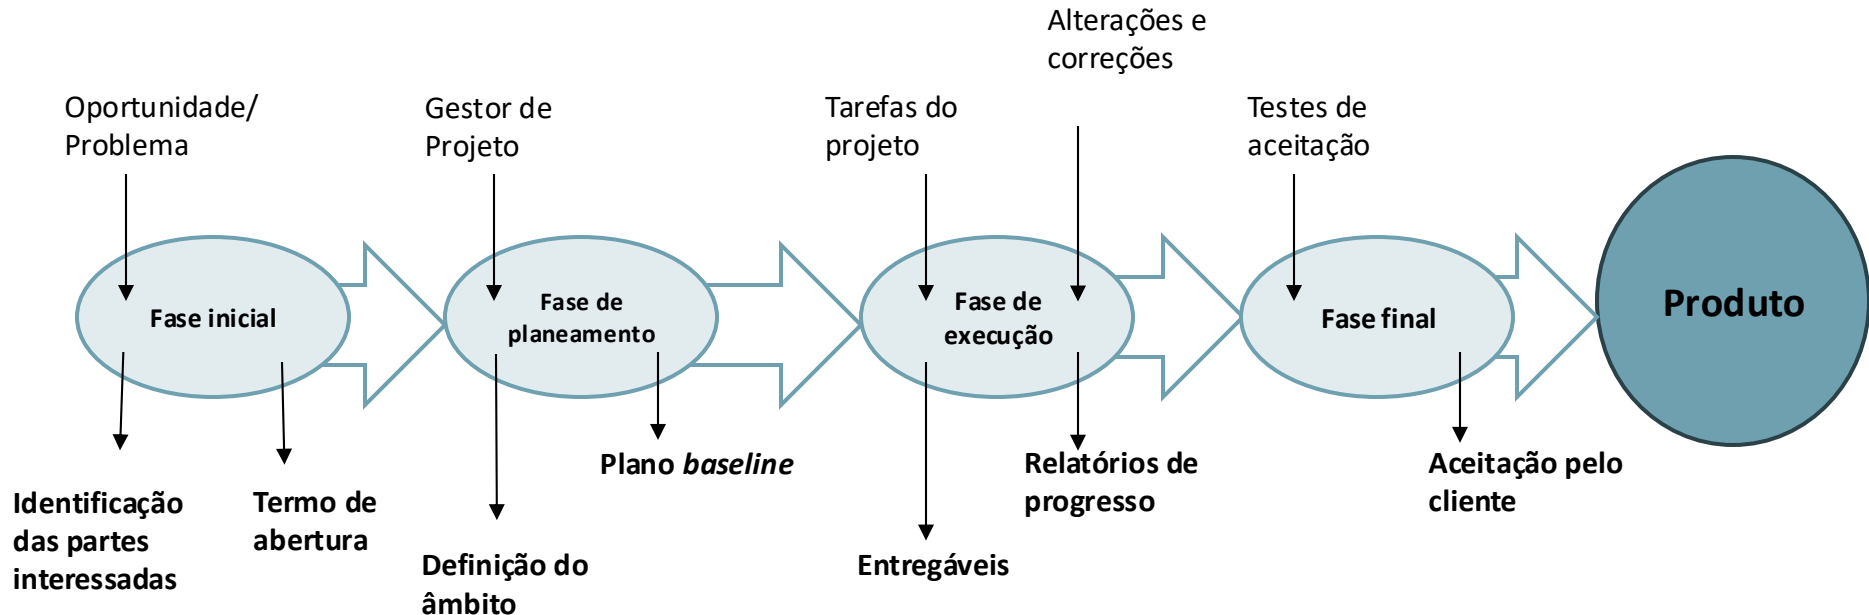 Alterações e
correções
Oportunidade/
Problema
Gestor de
Projeto
Tarefas do
projeto
Testes de
aceitação
Fase inicial
Fase de
planeamento
Fase de
execução
Fase final
Produto
Identificação
das partes
interessadas
Termo de
abertura
Definição do
âmbito
Plano baseline
Entregáveis
Relatórios de
progresso
Aceitação pelo
cliente